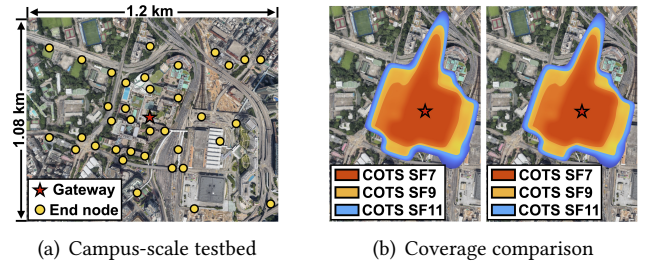 1.2 km
1.08 km
Gateway
End node
COTS SF7
COTS SF9
COTS SF11
COTS SF7
COTS SF9
COTS SF11
(a) Campus-scale testbed
(b) Coverage comparison